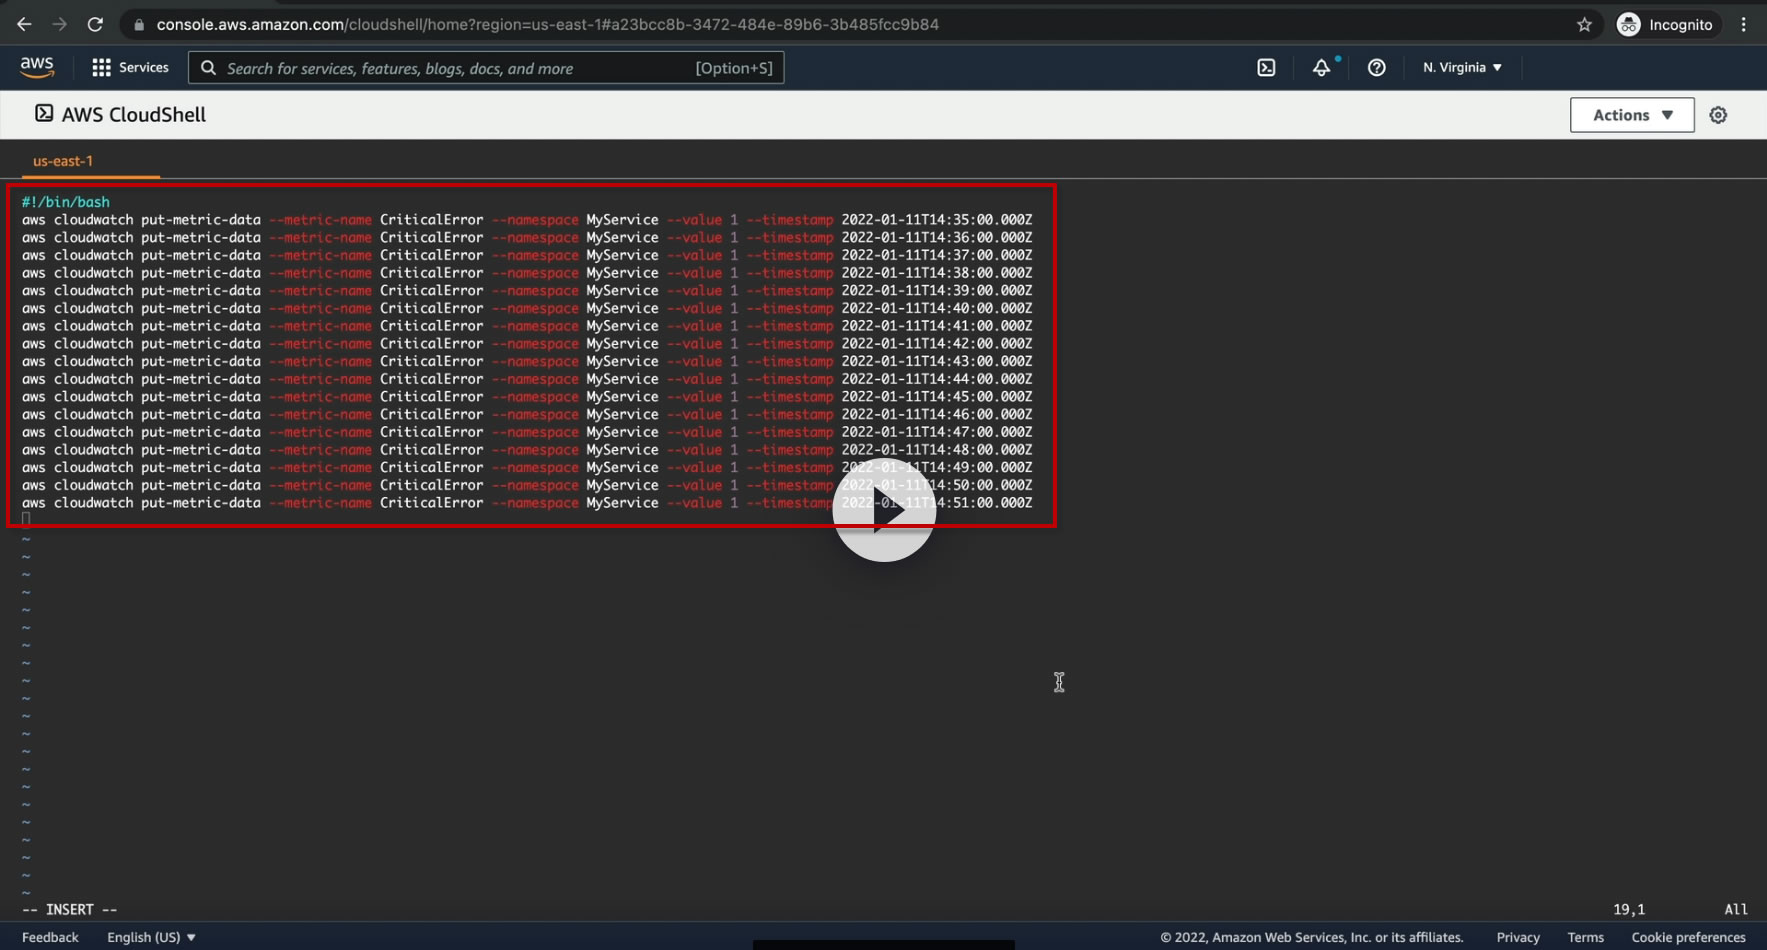 console.aws.amazon.com/cloudshell/home?region=us-east-1#a23bcc8b-3472-484e-89b6-3b485fcc9b84
Incognito
aws
Services
Search for services, features, blogs, docs, and more
[Option+S]
N. Virginia
AWS CloudShell
Actions
us-east-1
#!/bin/bash
aws cloudwatch put-metric-data --metric-name CriticalError --namespace MyService --value 1 --timestamp 2022-01-11T14:35:00.000Z
aws cloudwatch put-metric-data --metric-name CriticalError --namespace MyService --value 1 --timestamp 2022-01-11T14:36:00.000Z
aws cloudwatch put-metric-data --metric-name CriticalError --namespace MyService --value 1 --timestamp 2022-01-11T14:37:00.000Z
aws cloudwatch put-metric-data --metric-name CriticalError --namespace MyService --value 1 --timestamp 2022-01-11T14:38:00.000Z
aws cloudwatch put-metric-data --metric-name CriticalError --namespace MyService --value 1 --timestamp 2022-01-11T14:39:00.000Z
aws cloudwatch put-metric-data --metric-name CriticalError --namespace MyService --value 1 --timestamp 2022-01-11T14:40:00.000Z
aws cloudwatch put-metric-data --metric-name CriticalError --namespace MyService --value 1 --timestamp 2022-01-11T14:41:00.000Z
aws cloudwatch put-metric-data --metric-name CriticalError --namespace MyService --value 1 --timestamp 2022-01-11T14:42:00.000Z
aws cloudwatch put-metric-data --metric-name CriticalError --namespace MyService --value 1 --timestamp 2022-01-11T14:43:00.000Z
aws cloudwatch put-metric-data --metric-name CriticalError --namespace MyService --value 1 --timestamp 2022-01-11T14:44:00.000Z
aws cloudwatch put-metric-data --metric-name CriticalError --namespace MyService --value 1 --timestamp 2022-01-11T14:45:00.000Z
aws cloudwatch put-metric-data --metric-name CriticalError --namespace MyService --value 1 --timestamp 2022-01-11T14:46:00.000Z
aws cloudwatch put-metric-data --metric-name CriticalError --namespace MyService --value 1 --timestamp 2022-01-11T14:47:00.000Z
aws cloudwatch put-metric-data --metric-name CriticalError --namespace MyService --value 1 --timestamp 2022-01-11T14:48:00.000Z
aws cloudwatch put-metric-data --metric-name CriticalError --namespace MyService --value 1 --timestamp 2022-01-11T14:49:00.000Z
aws cloudwatch put-metric-data --metric-name CriticalError --namespace MyService --value 1 --timestamp 2022-01-11T14:50:00.000Z
aws cloudwatch put-metric-data --metric-name CriticalError --namespace MyService --value 1 --timestamp 2022-01-11T14:51:00.000Z
-- INSERT --
19,1
All
Feedback
English (US)
© 2022, Amazon Web Services, Inc. or its affiliates.
Privacy
Terms
Cookie preferences